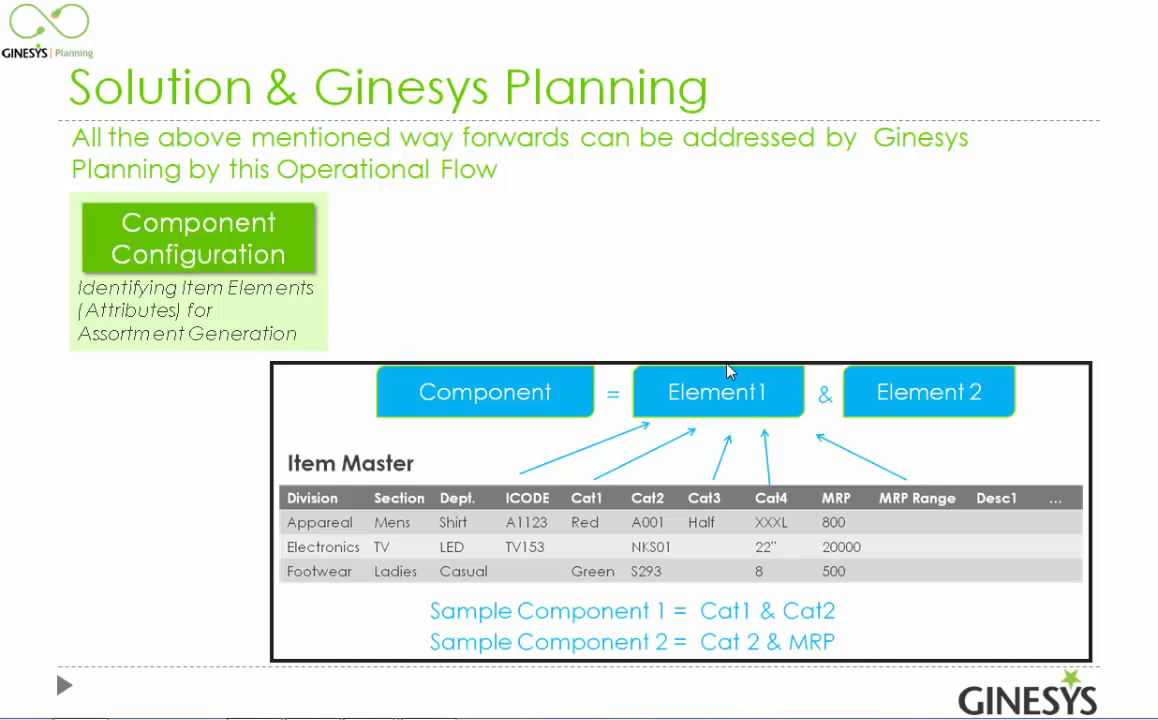 GINESYS | Planning
Solution & Ginesys Planning
All the above mentioned way forwards can be addressed by Ginesys
Planning by this Operational Flow
Component
Configuration
Identifying Item Elements
(Attributes) for
Assortment Generation
Component = Element1 & Element 2
Item Master
Division Section Dept. ICODE Cat1 Cat2 Cat3 Cat4 MRP MRP Range Desc1 ...
Appareal Mens Shirt A1123 Red A001 Half XXXL 800
Electronics TV LED TV153 NKS01 22" 20000
Footwear Ladies Casual Green S293 8 500
Sample Component 1 = Cat1 & Cat2
Sample Component 2 = Cat 2 & MRP
GINESYS